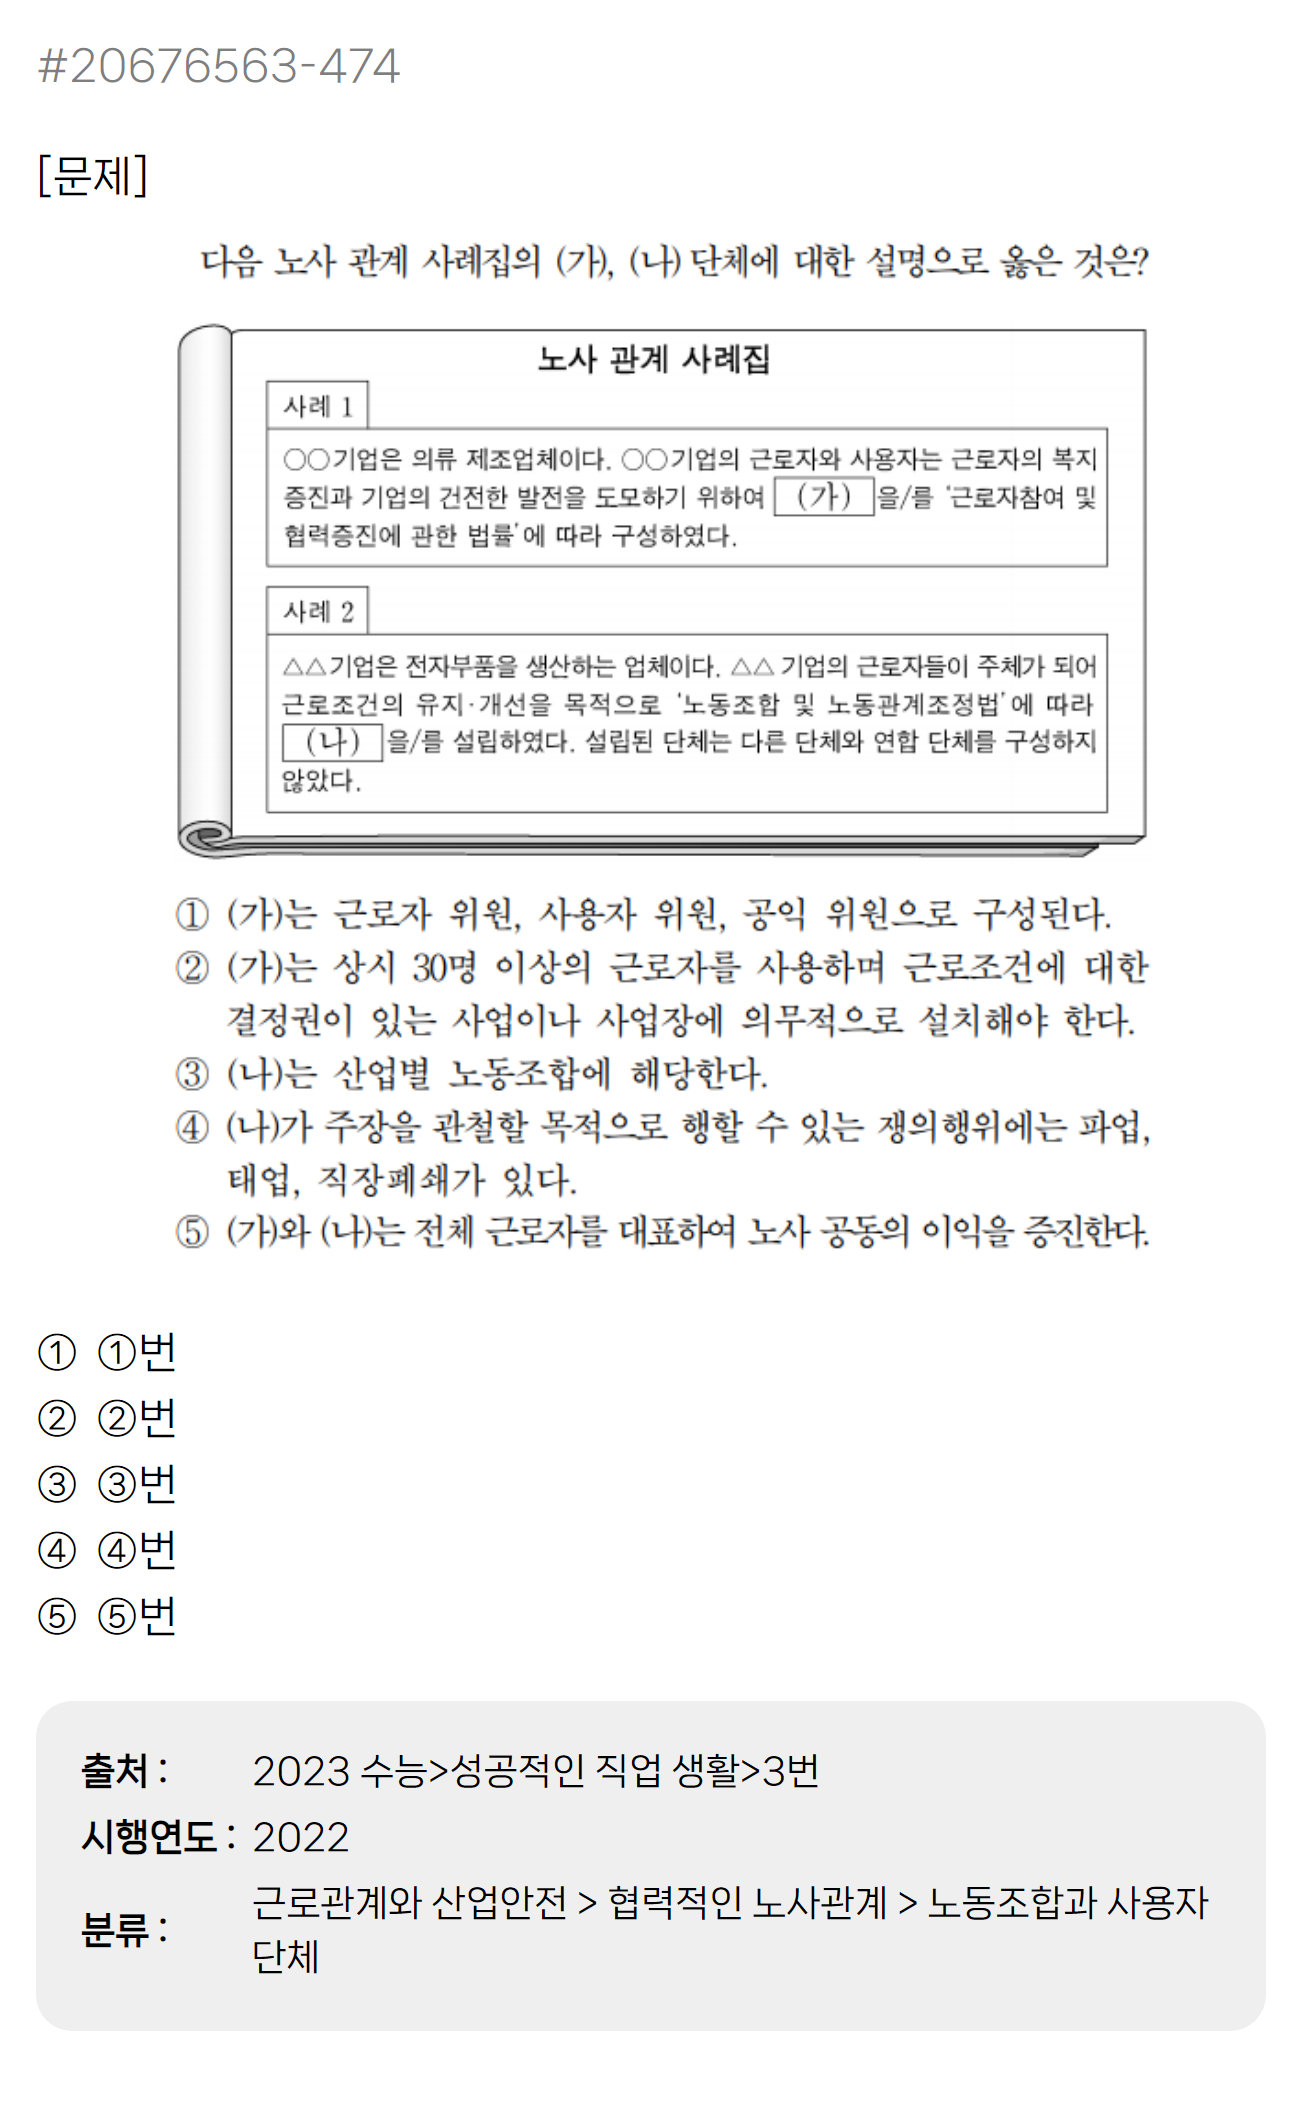 #20676563-474
[문제]
다음 노사 관계 사례집의 (가), (나) 단체에 대한 설명으로 옳은 것은?
노사 관계 사례집
사례 1
○○기업은 의류 제조업체이다. ○○기업의 근로자와 사용자는 근로자의 복지
증진과 기업의 건전한 발전을 도모하기 위하여 (가) 을/를 '근로자참여 및
협력증진에 관한 법률'에 따라 구성하였다.
사례 2
△△기업은 전자부품을 생산하는 업체이다. △△ 기업의 근로자들이 주체가 되어
근로조건의 유지·개선을 목적으로 '노동조합 및 노동관계조정법'에 따라
(나) 을/를 설립하였다. 설립된 단체는 다른 단체와 연합 단체를 구성하지
않았다.
① (가)는 근로자 위원, 사용자 위원, 공익 위원으로 구성된다.
② (가)는 상시 30명 이상의 근로자를 사용하며 근로조건에 대한
결정권이 있는 사업이나 사업장에 의무적으로 설치해야 한다.
③ (나)는 산업별 노동조합에 해당한다.
④ (나)가 주장을 관철할 목적으로 행할 수 있는 쟁의행위에는 파업,
태업, 직장폐쇄가 있다.
⑤ (가)와 (나)는 전체 근로자를 대표하여 노사 공동의 이익을 증진한다.
① ①번
② ②번
③ ③번
④ ④번
⑤ ⑤번
출처 : 2023 수능>성공적인 직업 생활>3번
시행연도 : 2022
분류 : 근로관계와 산업안전 > 협력적인 노사관계 > 노동조합과 사용자
단체